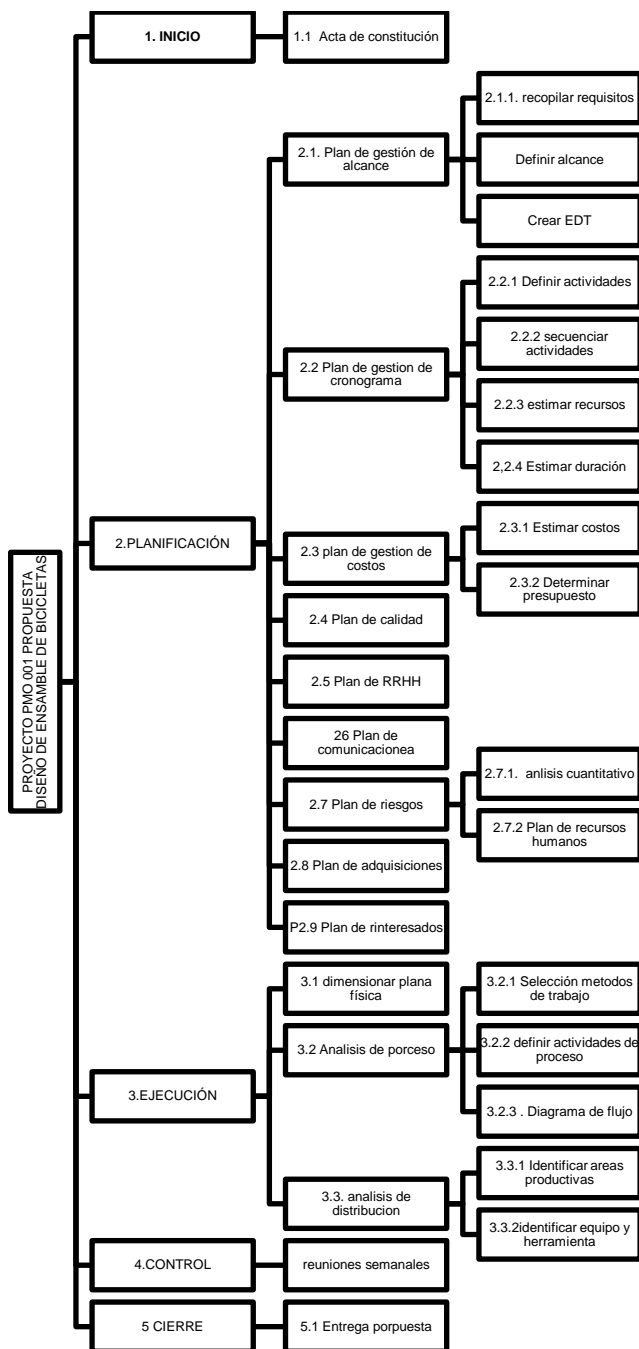 PROYECTO PMO 001 PROPUESTA
DISEÑO DE ENSAMBLE DE BICICLETAS
1. INICIO
1.1 Acta de constitución
2.PLANIFICACIÓN
2.1. Plan de gestión de
alcance
2.1.1. recopilar requisitos
Definir alcance
Crear EDT
2.2 Plan de gestion de
cronograma
2.2.1 Definir actividades
2.2.2 secuenciar
actividades
2.2.3 estimar recursos
2,2.4 Estimar duración
2.3 plan de gestion de
costos
2.3.1 Estimar costos
2.3.2 Determinar
presupuesto
2.4 Plan de calidad
2.5 Plan de RRHH
26 Plan de
comunicacionea
2.7 Plan de riesgos
2.7.1. anlisis cuantitativo
2.7.2 Plan de recursos
humanos
2.8 Plan de adquisiciones
P2.9 Plan de rinteresados
3.EJECUCIÓN
3.1 dimensionar plana
física
3.2 Analisis de porceso
3.2.1 Selección metodos
de trabajo
3.2.2 definir actividades de
proceso
3.2.3 . Diagrama de flujo
3.3. analisis de
distribucion
3.3.1 Identificar areas
productivas
3.3.2identificar equipo y
herramienta
4.CONTROL
reuniones semanales
5 CIERRE
5.1 Entrega porpuesta